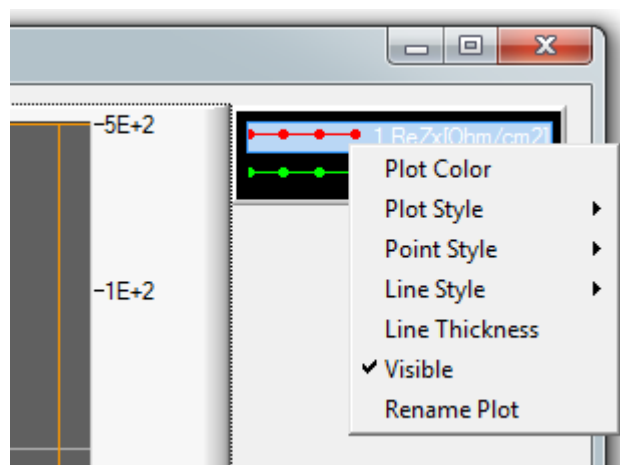 -5E+2
1 ReZx[Ohm/cm2]
Plot Color
Plot Style
Point Style
-1E+2
Line Style
Line Thickness
Visible
Rename Plot